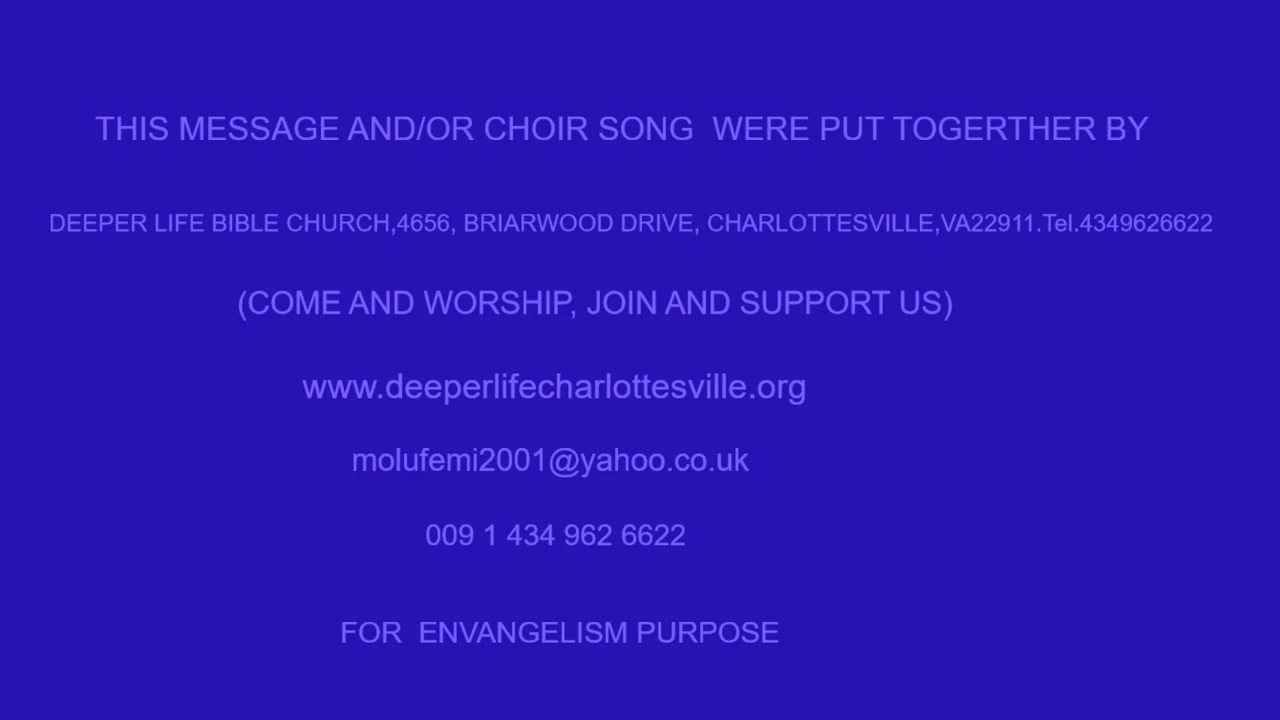 THIS MESSAGE AND/OR CHOIR SONG  WERE PUT TOGERTHER BY
DEEPER LIFE BIBLE CHURCH,4656, BRIARWOOD DRIVE, CHARLOTTESVILLE,VA22911.Tel.4349626622
(COME AND WORSHIP, JOIN AND SUPPORT US)
www.deeperlifecharlottesville.org
molufemi2001@yahoo.co.uk
009 1 434 962 6622
FOR  ENVANGELISM PURPOSE